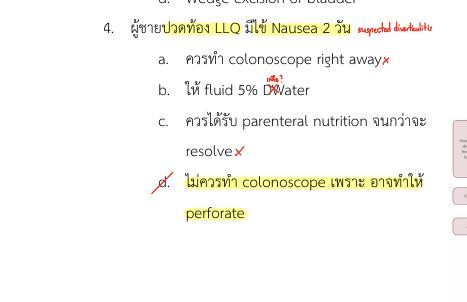 d. Wedge excision of bladder
4. ผู้ชายปวดท้อง LLQ มีไข้ Nausea 2 วัน suspected diverticulitis
a. ควรทำ colonoscope right away x
เกลือ?
b. ให้ fluid 5% DWater
c. ควรได้รับ parenteral nutrition จนกว่าจะ
resolve x
d. ไม่ควรทำ colonoscope เพราะ อาจทำให้
perforate